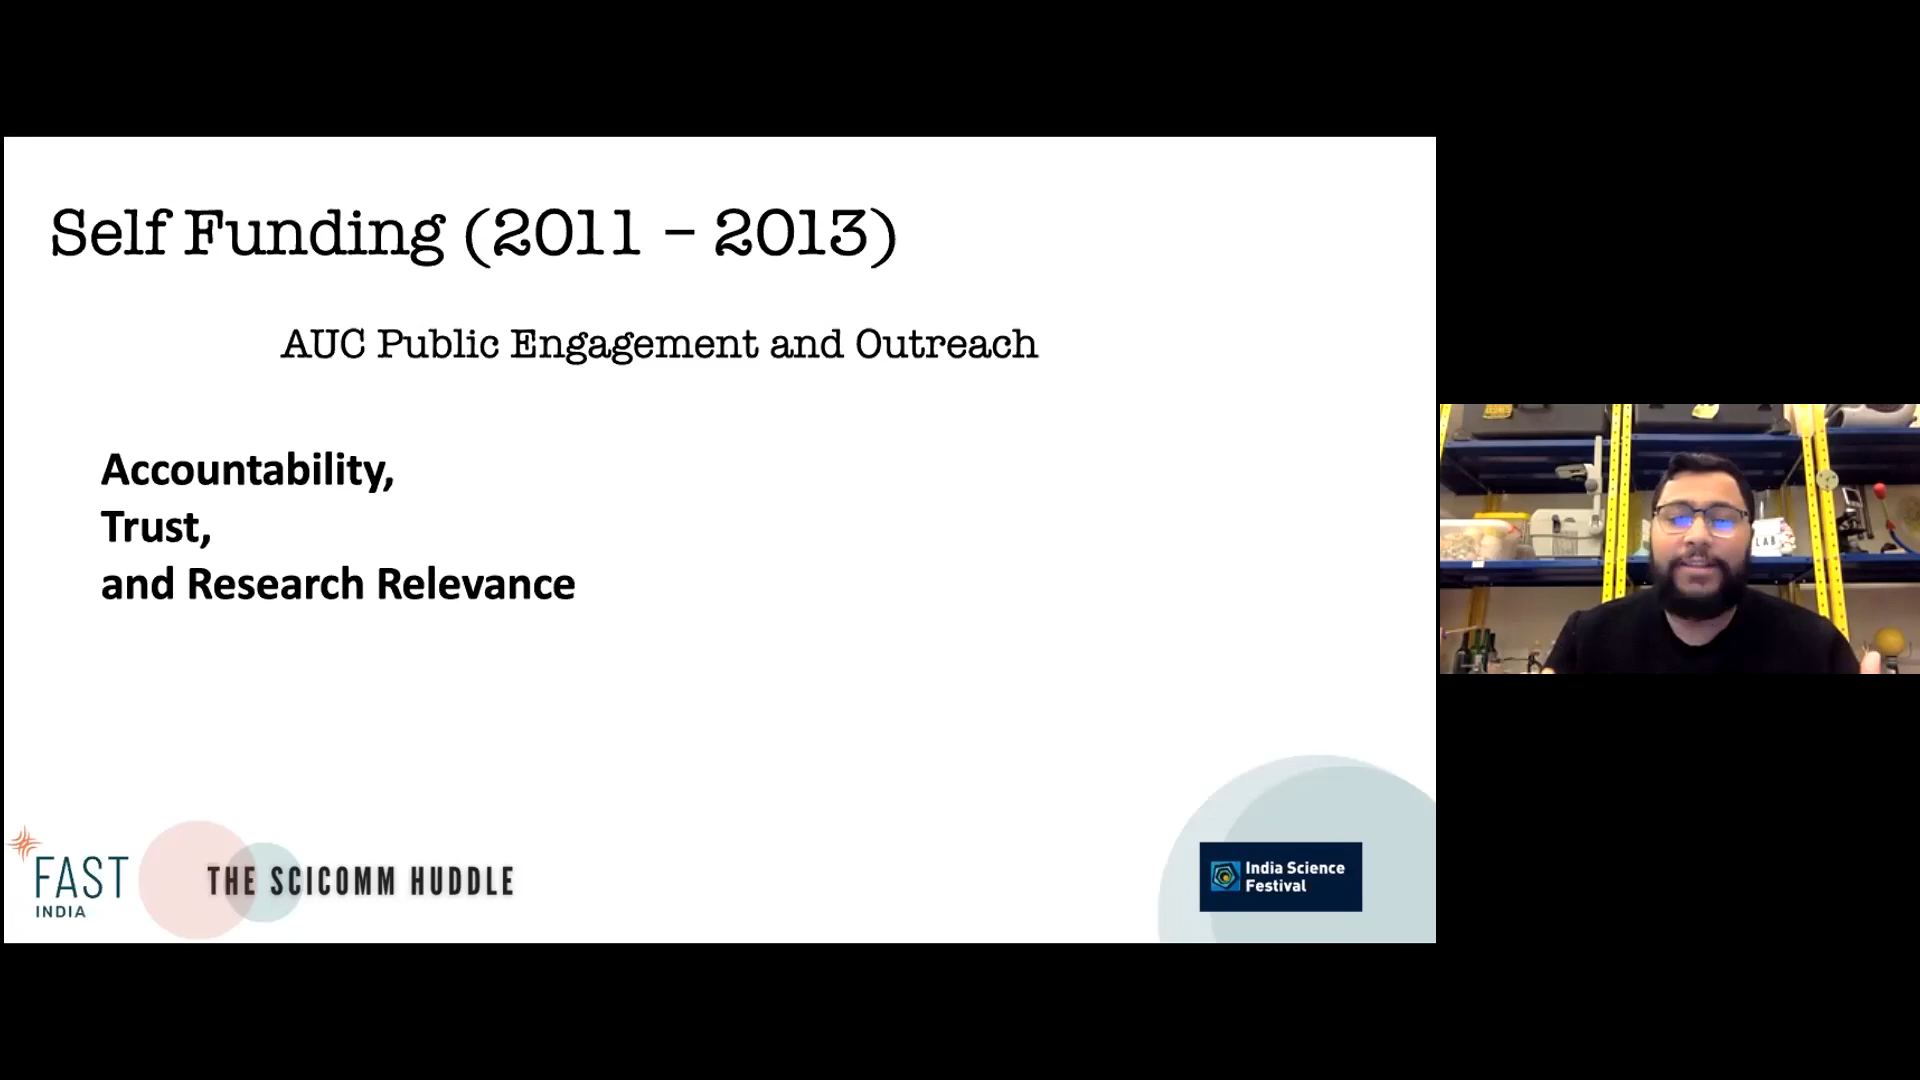 Self Funding (2011 – 2013)
AUC Public Engagement and Outreach
Accountability,
Trust,
and Research Relevance
FAST
INDIA
THE SCICOMM HUDDLE
India Science
Festival
LAB